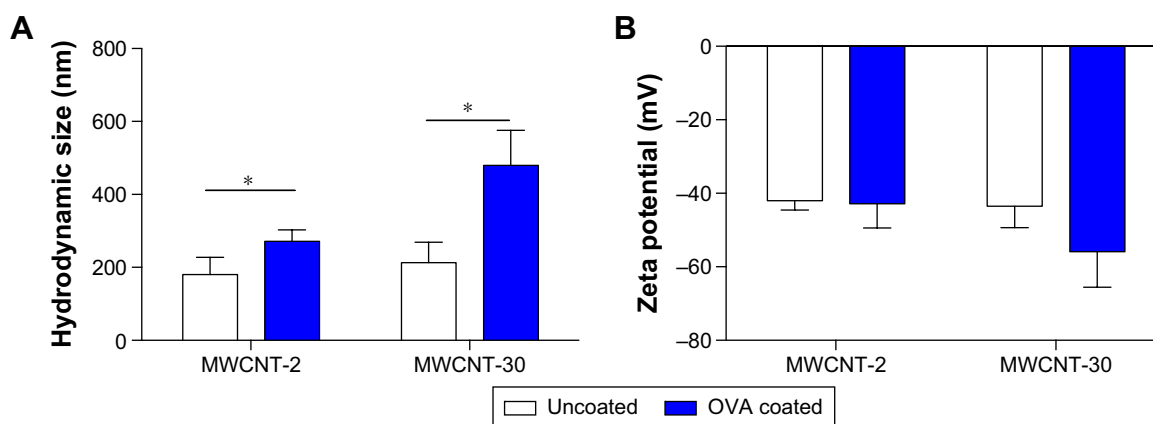 A
Hydrodynamic size (nm)
800
600
400
200
0
*
*
MWCNT-2
MWCNT-30
B
Zeta potential (mV)
0
–20
–40
–60
–80
MWCNT-2
MWCNT-30
Uncoated
OVA coated